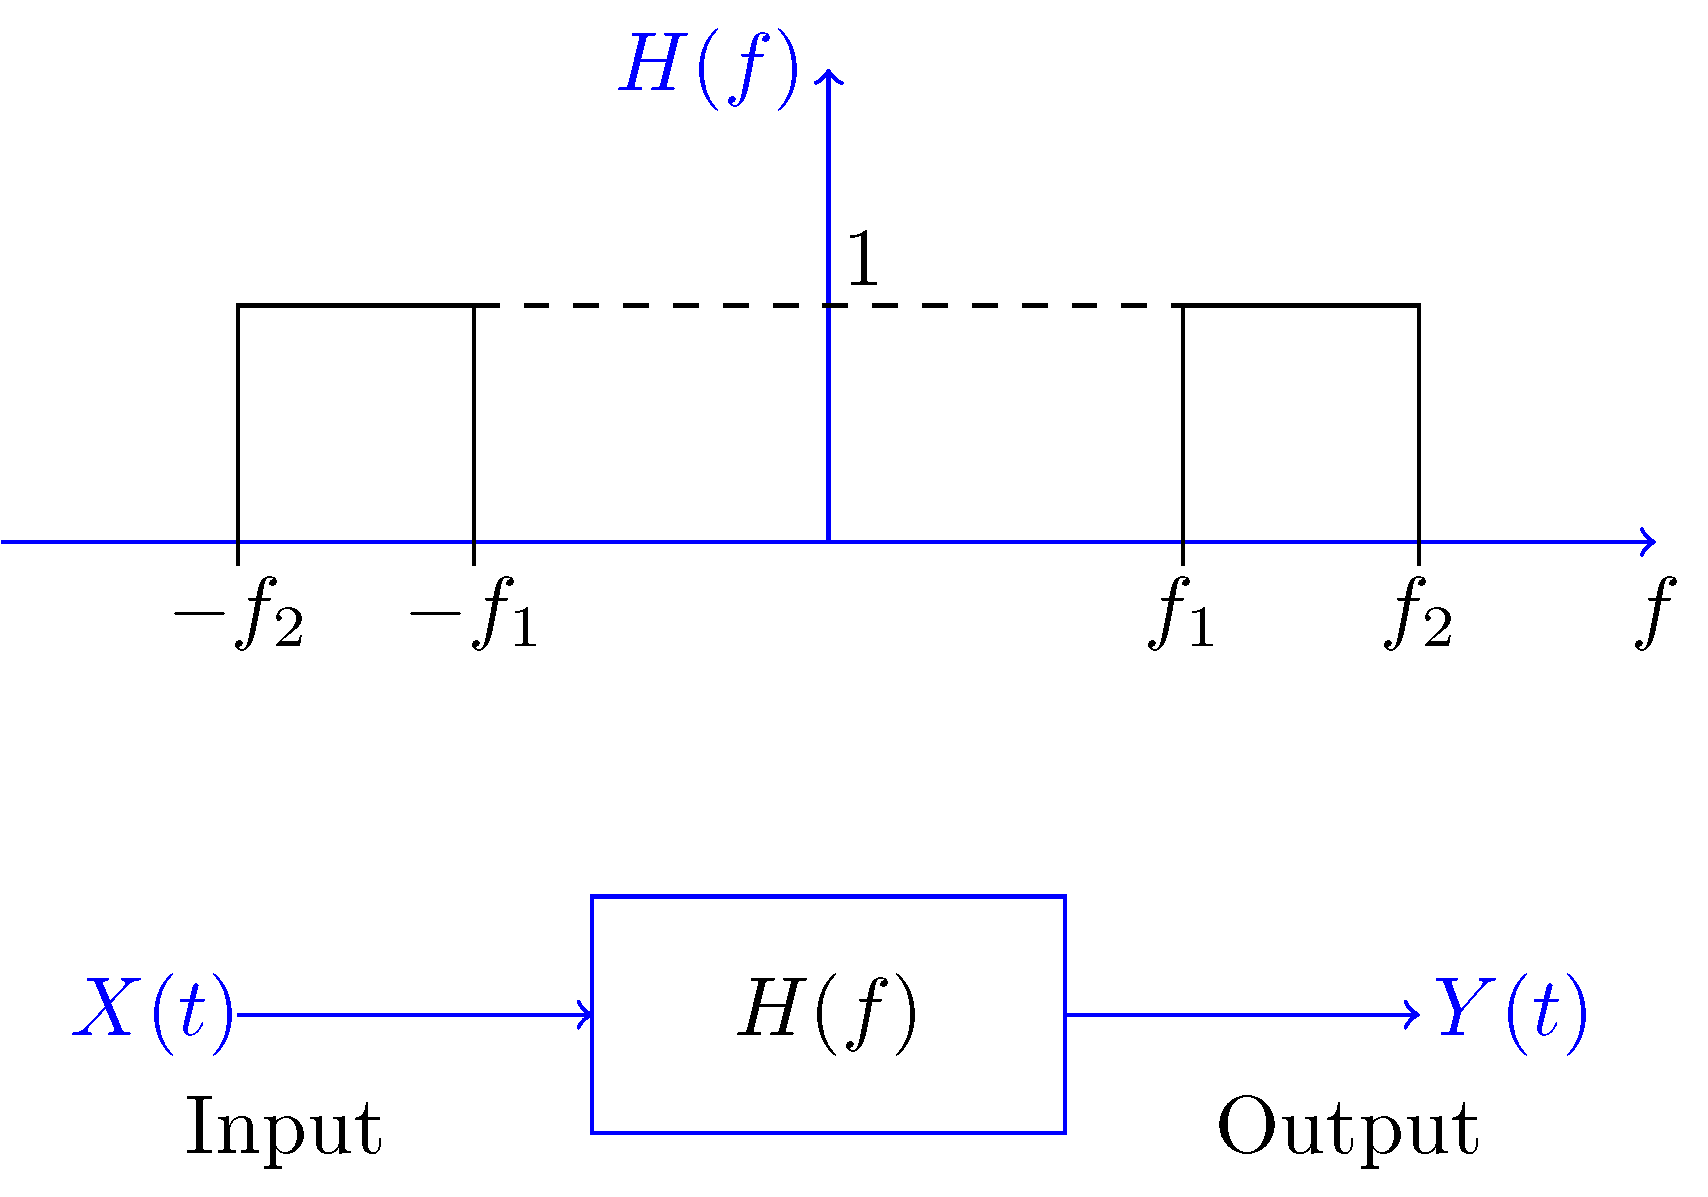 H(f)
1
−f₂ −f₁ f₁ f₂ f
X(t) H(f) Y(t)
Input Output